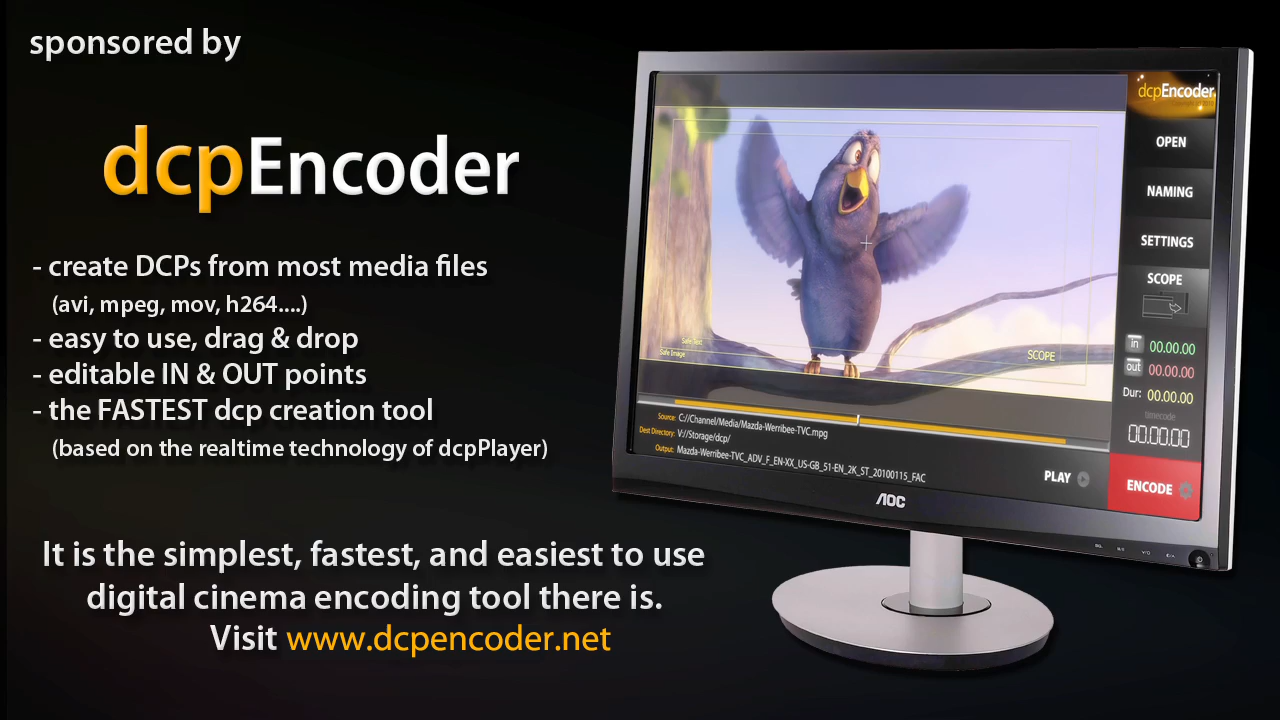 sponsored by
dcpEncoder
- create DCPs from most media files
(avi, mpeg, mov, h264....)
- easy to use, drag & drop
- editable IN & OUT points
- the FASTEST dcp creation tool
(based on the realtime technology of dcpPlayer)
It is the simplest, fastest, and easiest to use
digital cinema encoding tool there is.
Visit www.dcpencoder.net
dcpEncoder
OPEN
NAMING
SETTINGS
SCOPE
in 00.00.00
out 00.00.00
Dur: 00.00.00
timecode
00.00.00
Safe Text
Safe Image
SCOPE
Source: C://Channel/Media/Mazda-Werribee-TVC.mpg
Dest Directory: V://Storage/dcp/
Output: Mazda-Werribee-TVC_ADV_F_EN-XX_US-GB_51-EN_2K_ST_20100115_FAC
PLAY
ENCODE
AOC